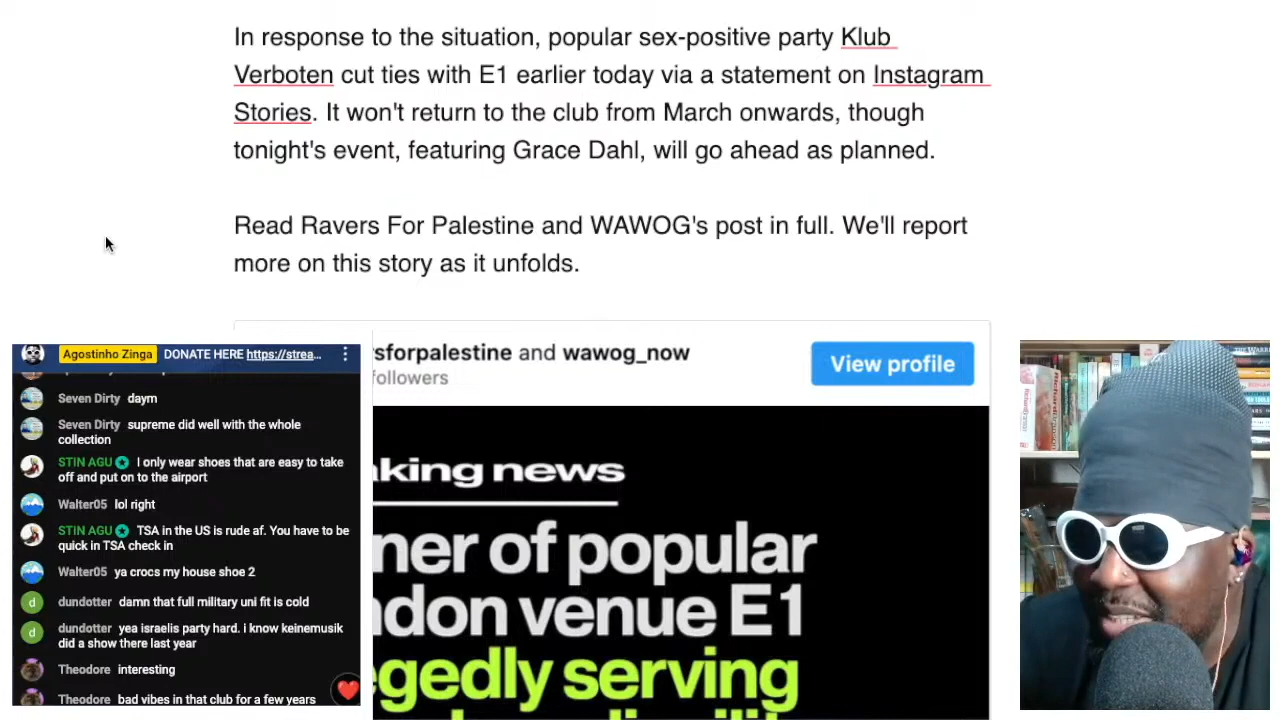 In response to the situation, popular sex-positive party Klub
Verboten cut ties with E1 earlier today via a statement on Instagram
Stories. It won't return to the club from March onwards, though
tonight's event, featuring Grace Dahl, will go ahead as planned.
Read Ravers For Palestine and WAWOG's post in full. We'll report
more on this story as it unfolds.
sforpalestine and wawog_now
followers
View profile
aking news
ner of popular
ndon venue E1
egedly serving
Agostinho Zinga DONATE HERE https://strea...
Seven Dirty daym
Seven Dirty supreme did well with the whole
collection
STIN AGU I only wear shoes that are easy to take
off and put on to the airport
Walter05 lol right
STIN AGU TSA in the US is rude af. You have to be
quick in TSA check in
Walter05 ya crocs my house shoe 2
d
dundotter damn that full military uni fit is cold
d
dundotter yea israelis party hard. i know keinemusik
did a show there last year
Theodore interesting
Theodore bad vibes in that club for a few years